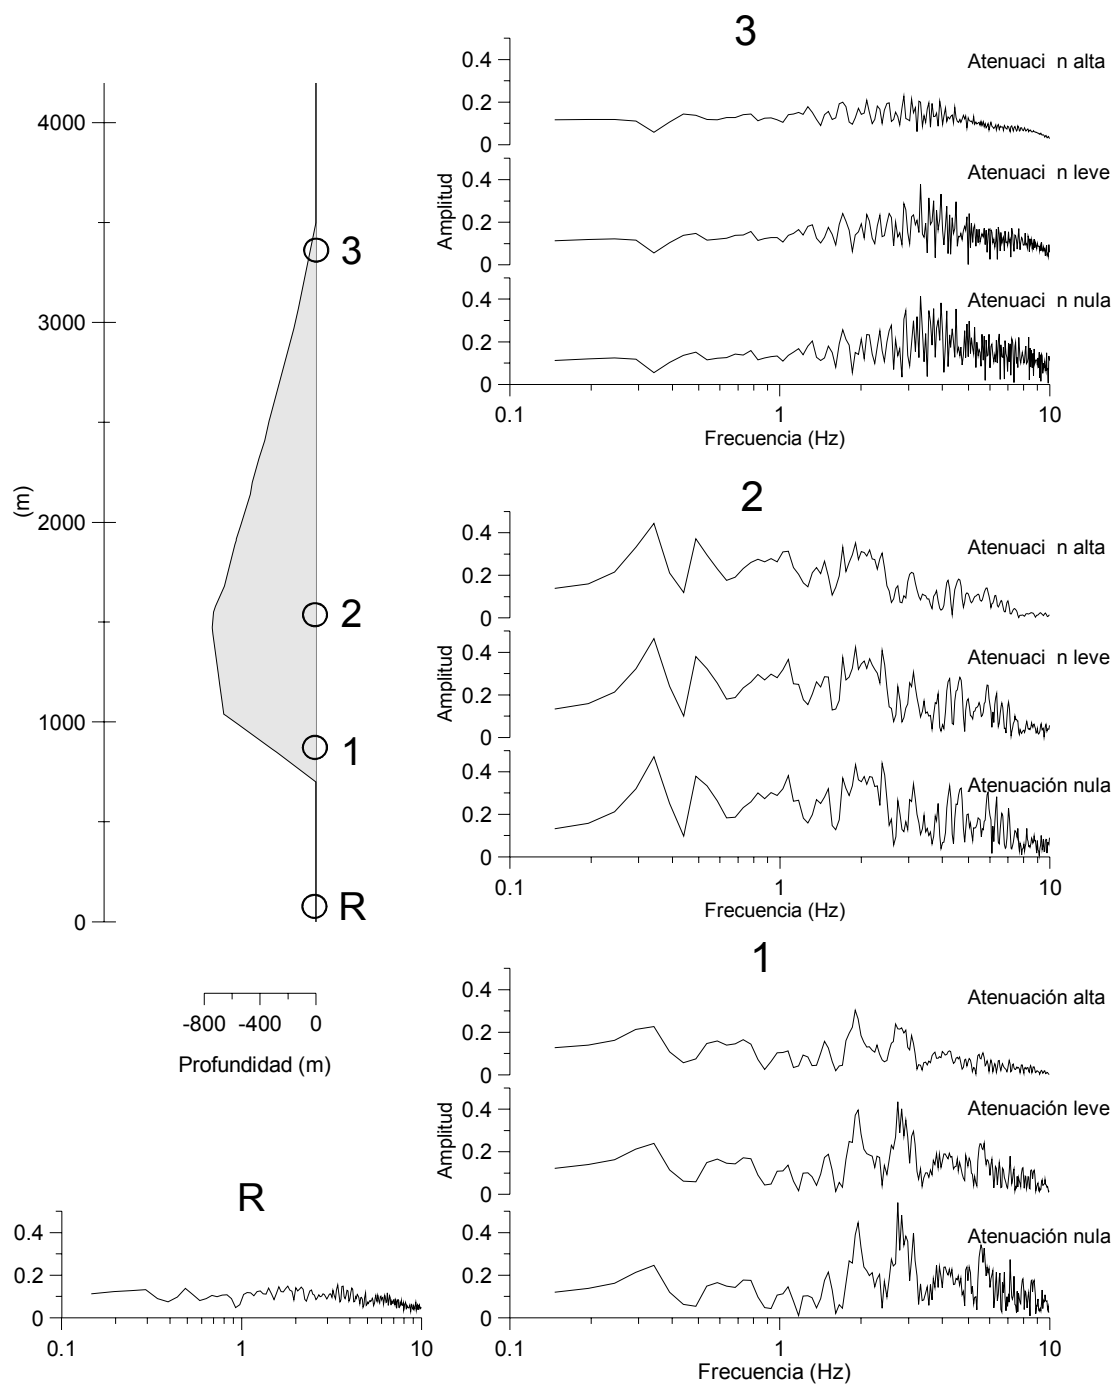 3
0.4
Atenuaci n alta
0.2
0
0.4
Atenuaci n leve
0.2
0
0.4
Atenuaci n nula
0.2
0
Amplitud
0.1 1 10
Frecuencia (Hz)
4000
3000
2000
1000
0
(m)
3
2
1
R
-800 -400 0
Profundidad (m)
2
0.4
Atenuaci n alta
0.2
0
0.4
Atenuaci n leve
0.2
0
0.4
Atenuación nula
0.2
0
Amplitud
0.1 1 10
Frecuencia (Hz)
1
0.4
Atenuación alta
0.2
0
0.4
Atenuación leve
0.2
0
0.4
Atenuación nula
0.2
0
Amplitud
0.1 1 10
Frecuencia (Hz)
R
0.4
0.2
0
0.1 1 10